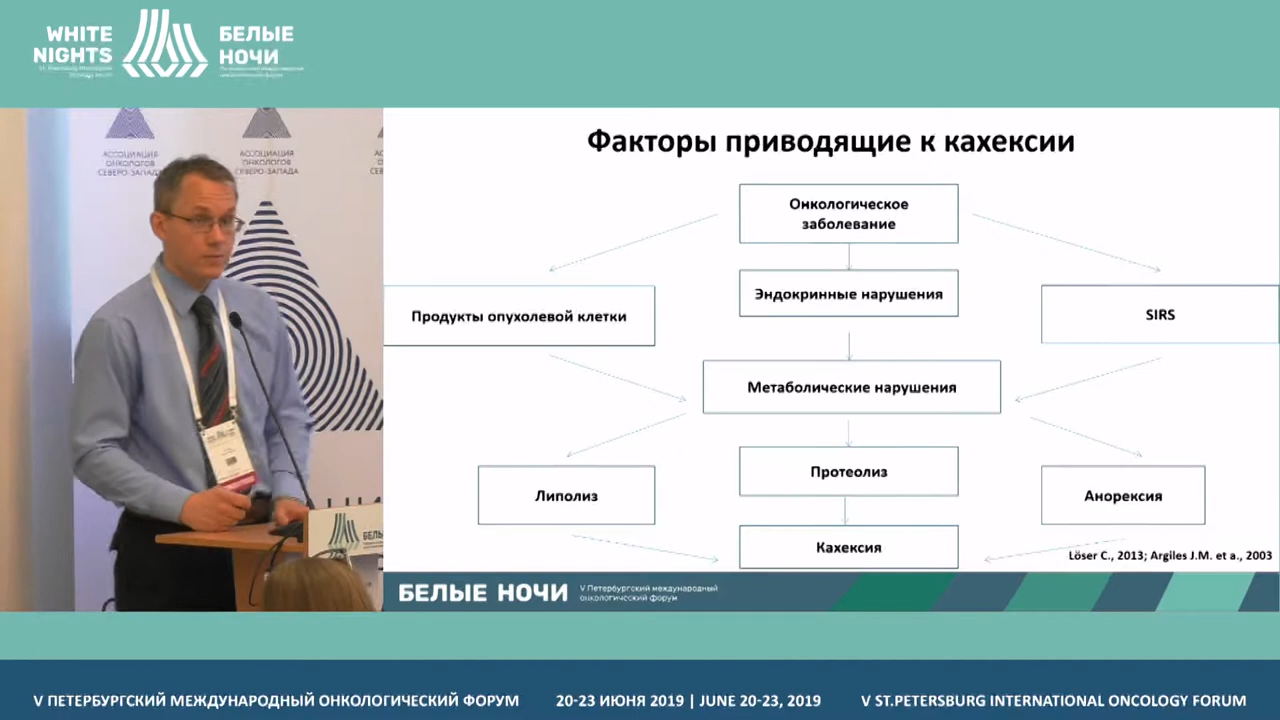 WHITE
NIGHTS
БЕЛЫЕ
НОЧИ
АССОЦИАЦИЯ
ОНКОЛОГОВ
СЕВЕРО-ЗАПАДА
АССОЦИАЦИЯ
ОНКОЛОГОВ
СЕВЕРО-ЗАПАДА
Факторы приводящие к кахексии
Онкологическое
заболевание
Эндокринные нарушения
Продукты опухолевой клетки
SIRS
Метаболические нарушения
Липолиз
Протеолиз
Анорексия
Кахексия
Löser C., 2013; Argiles J.M. et a., 2003
БЕЛЫЕ НОЧИ
V Петербургский международный
онкологический форум
V ПЕТЕРБУРГСКИЙ МЕЖДУНАРОДНЫЙ ОНКОЛОГИЧЕСКИЙ ФОРУМ
20-23 ИЮНЯ 2019 | JUNE 20-23, 2019
V ST.PETERSBURG INTERNATIONAL ONCOLOGY FORUM